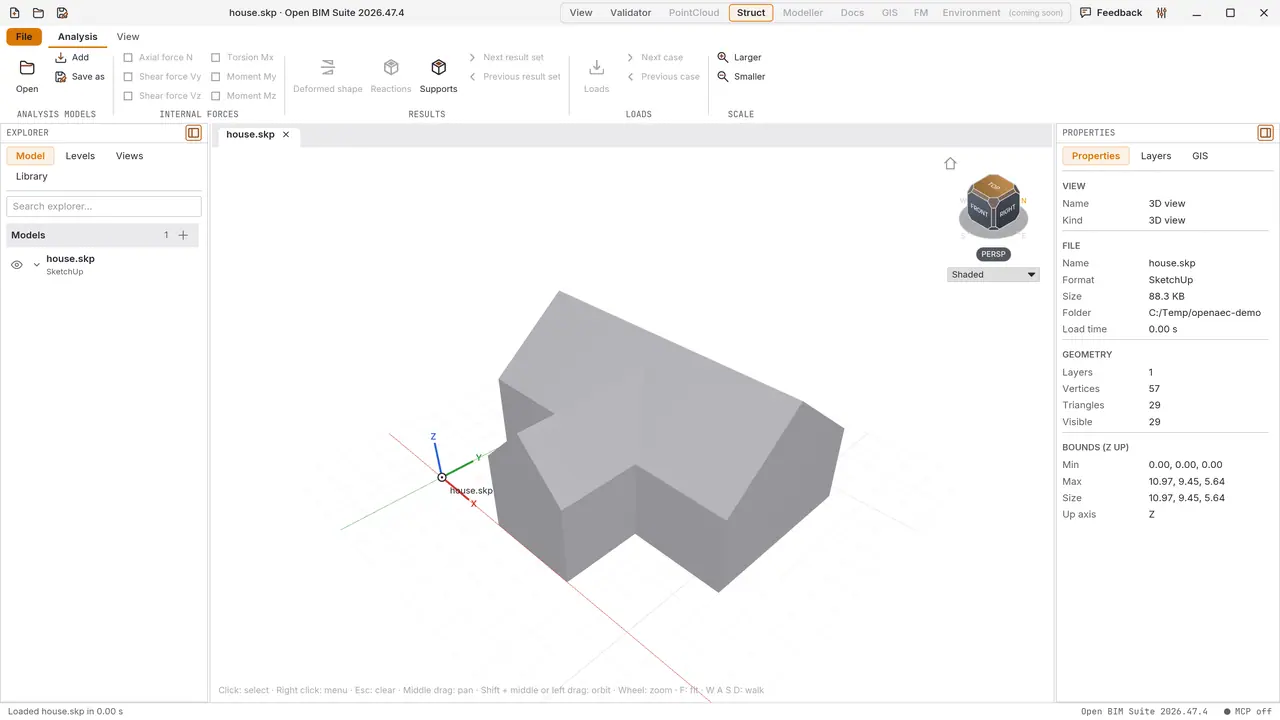 house.skp · Open BIM Suite 2026.47.4
View Validator PointCloud Struct Modeller Docs GIS FM Environment (coming soon) Feedback
File Analysis View
Open
Add
Save as
ANALYSIS MODELS
Axial force N Torsion Mx
Shear force Vy Moment My
Shear force Vz Moment Mz
INTERNAL FORCES
Deformed shape Reactions Supports
Next result set
Previous result set
RESULTS
Loads
Next case
Previous case
LOADS
Larger
Smaller
SCALE
EXPLORER
Model Levels Views
Library
Search explorer...
Models 1
house.skp
SketchUp
house.skp
TOP
FRONT RIGHT
W N
S E
PERSP
Shaded
Z
Y
X
house.skp
Click: select · Right click: menu · Esc: clear · Middle drag: pan · Shift + middle or left drag: orbit · Wheel: zoom · F: fit · W A S D: walk
PROPERTIES
Properties Layers GIS
VIEW
Name 3D view
Kind 3D view
FILE
Name house.skp
Format SketchUp
Size 88.3 KB
Folder C:/Temp/openaec-demo
Load time 0.00 s
GEOMETRY
Layers 1
Vertices 57
Triangles 29
Visible 29
BOUNDS (Z UP)
Min 0.00, 0.00, 0.00
Max 10.97, 9.45, 5.64
Size 10.97, 9.45, 5.64
Up axis Z
Loaded house.skp in 0.00 s
Open BIM Suite 2026.47.4 MCP off